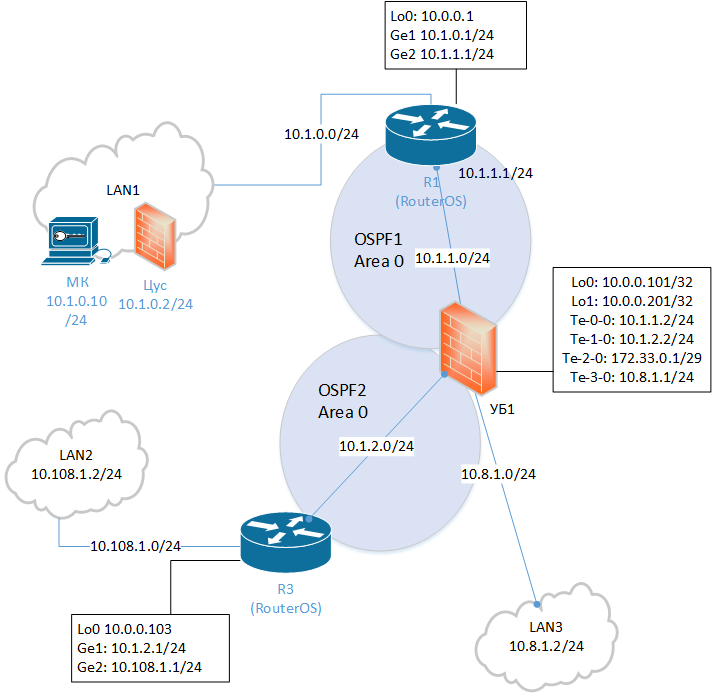 Lo0: 10.0.0.1
Ge1 10.1.0.1/24
Ge2 10.1.1.1/24
10.1.0.0/24
LAN1
10.1.1.1/24
R1
(RouterOS)
OSPF1
Area 0
10.1.1.0/24
МК
10.1.0.10
/24
Цус
10.1.0.2/24
Lo0: 10.0.0.101/32
Lo1: 10.0.0.201/32
Te-0-0: 10.1.1.2/24
Te-1-0: 10.1.2.2/24
Te-2-0: 172.33.0.1/29
Te-3-0: 10.8.1.1/24
УБ1
OSPF2
Area 0
10.1.2.0/24
LAN2
10.108.1.2/24
10.8.1.0/24
10.108.1.0/24
R3
(RouterOS)
Lo0 10.0.0.103
Ge1: 10.1.2.1/24
Ge2: 10.108.1.1/24
LAN3
10.8.1.2/24